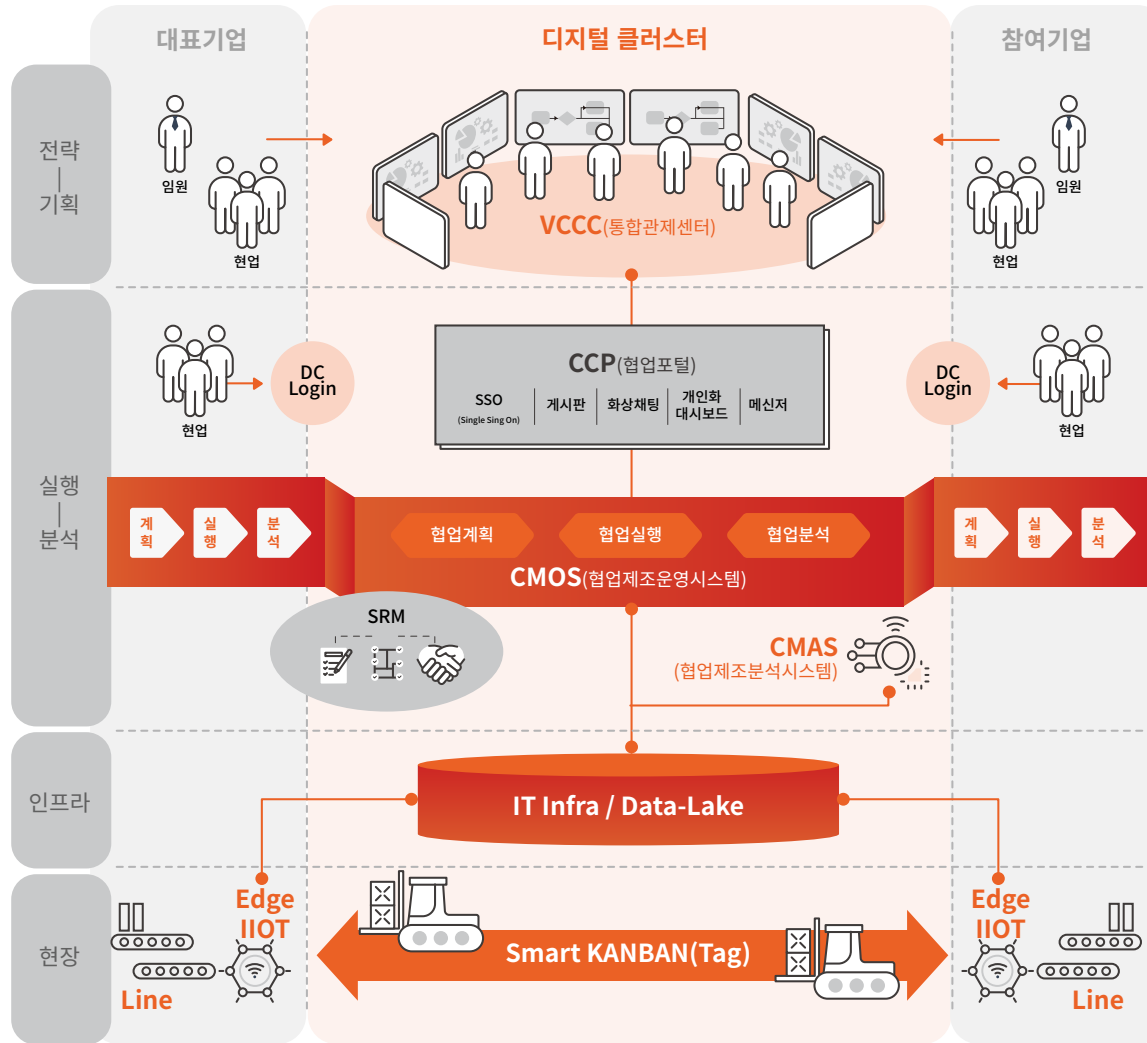 대표기업
디지털 클러스터
참여기업
전략
기획
임원
현업
VCCC(통합관제센터)
임원
현업
실행
분석
현업
DC
Login
CCP(협업포털)
SSO
(Single Sing On)
게시판
화상채팅
개인화
대시보드
메신저
DC
Login
현업
계
획
실
행
분
석
협업계획
협업실행
협업분석
CMOS(협업제조운영시스템)
계
획
실
행
분
석
SRM
CMAS
(협업제조분석시스템)
인프라
IT Infra / Data-Lake
현장
Edge
IIOT
Line
Smart KANBAN(Tag)
Edge
IIOT
Line